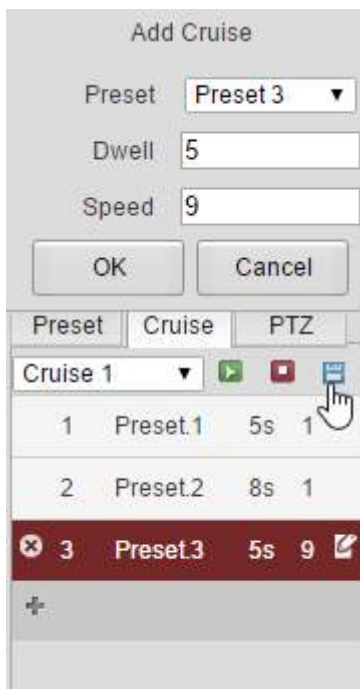 Add Cruise
Preset Preset 3
Dwell 5
Speed 9
OK Cancel
Preset Cruise PTZ
Cruise 1
1 Preset.1 5s 1
2 Preset.2 8s 1
3 Preset.3 5s 9